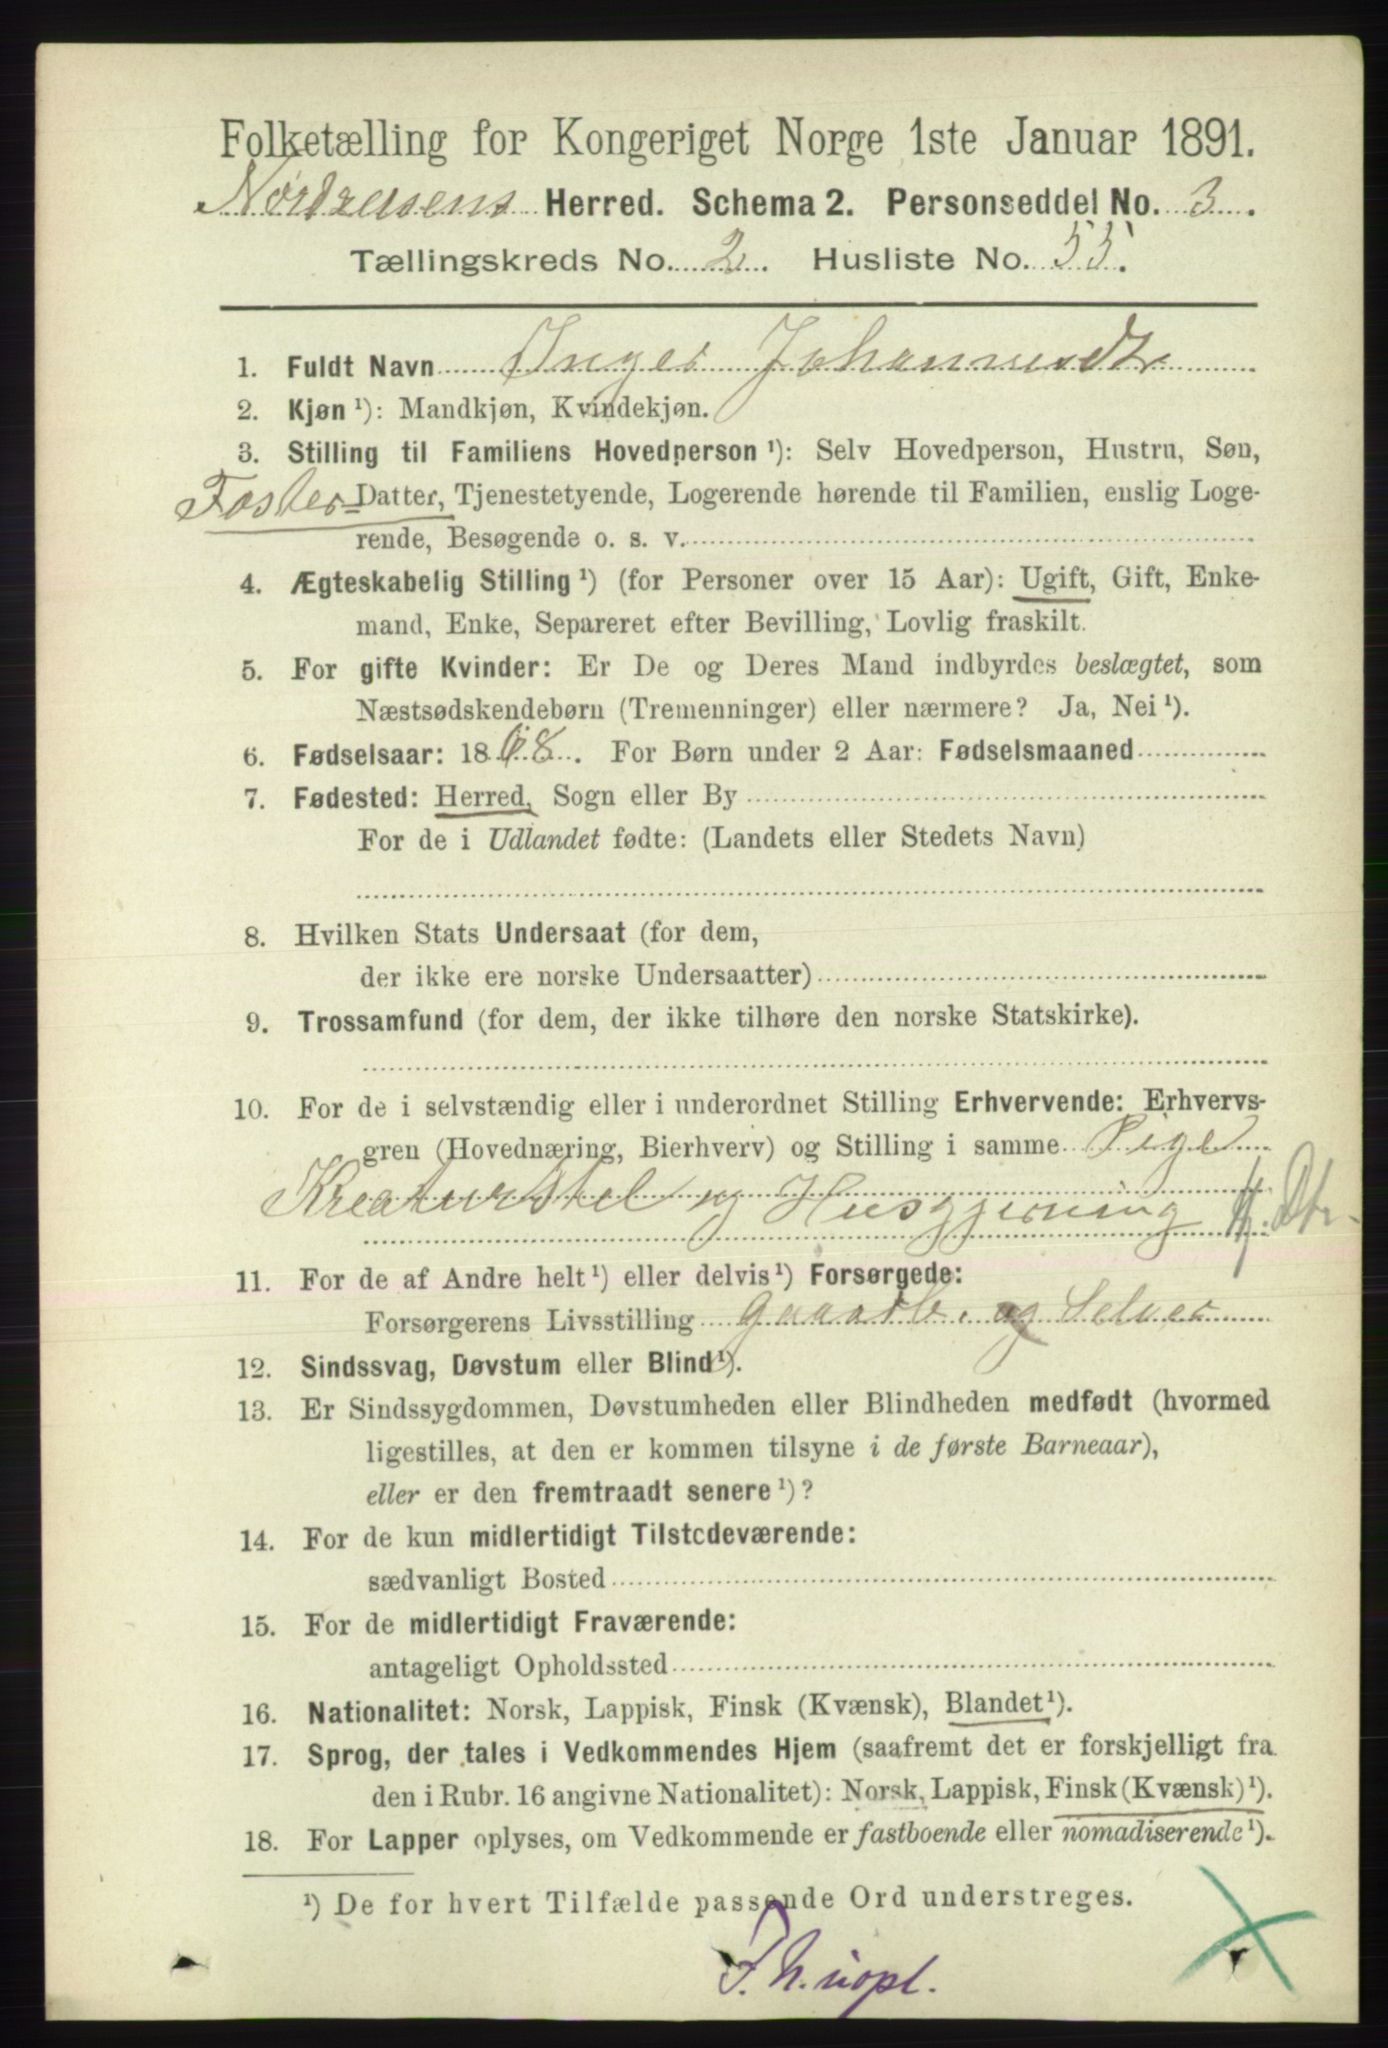 Folketælling for Kongeriget Norge 1ste Januar 1891.
Herred. Schema 2. Personseddel No. 3.
Tællingskreds No. 2. Husliste No. 55.
1. Fuldt Navn Inger Johannesdtr
2. Kjøn ¹): Mandkjøn, Kvindekjøn.
3. Stilling til Familiens Hovedperson ¹): Selv Hovedperson, Hustru, Søn,
Foster= Datter, Tjenestetyende, Logerende hørende til Familien, enslig Loge-
rende, Besøgende o. s. v.
4. Ægteskabelig Stilling ¹) (for Personer over 15 Aar): Ugift, Gift, Enke-
mand, Enke, Separeret efter Bevilling, Lovlig fraskilt.
5. For gifte Kvinder: Er De og Deres Mand indbyrdes beslægtet, som
Næstsødskendebørn (Tremenninger) eller nærmere? Ja, Nei ¹).
6. Fødselsaar: 1868. For Børn under 2 Aar: Fødselsmaaned
7. Fødested: Herred, Sogn eller By
For de i Udlandet fødte: (Landets eller Stedets Navn)
8. Hvilken Stats Undersaat (for dem,
der ikke ere norske Undersaatter)
9. Trossamfund (for dem, der ikke tilhøre den norske Statskirke).
10. For de i selvstændig eller i underordnet Stilling Erhvervende: Erhvervs-
gren (Hovednæring, Bierhverv) og Stilling i samme Pige
Kreaturstel og Husgjerning H. Dtr.
11. For de af Andre helt ¹) eller delvis ¹) Forsørgede:
Forsørgerens Livsstilling Gaardb. og Selver
12. Sindssvag, Døvstum eller Blind ¹).
13. Er Sindssygdommen, Døvstumheden eller Blindheden medfødt (hvormed
ligestilles, at den er kommen tilsyne i de første Barneaar),
eller er den fremtraadt senere ¹)?
14. For de kun midlertidigt Tilstedeværende:
sædvanligt Bosted
15. For de midlertidigt Fraværende:
antageligt Opholdssted
16. Nationalitet: Norsk, Lappisk, Finsk (Kvænsk), Blandet ¹).
17. Sprog, der tales i Vedkommendes Hjem (saafremt det er forskjelligt fra
den i Rubr. 16 angivne Nationalitet): Norsk, Lappisk, Finsk (Kvænsk) ¹).
18. For Lapper oplyses, om Vedkommende er fastboende eller nomadiserende ¹).
¹) De for hvert Tilfælde passende Ord understreges.
F. N. uopl.